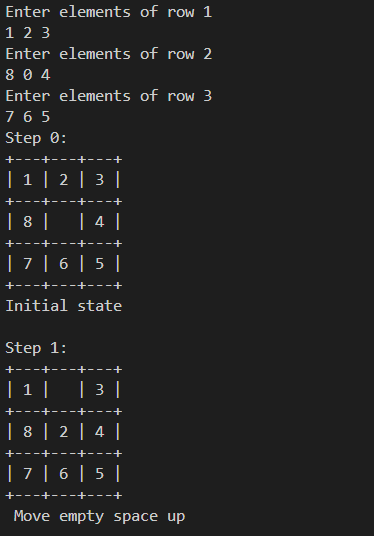 Enter elements of row 1
1 2 3
Enter elements of row 2
8 0 4
Enter elements of row 3
7 6 5
Step 0:
+---+---+---+
| 1 | 2 | 3 |
+---+---+---+
| 8 |   | 4 |
+---+---+---+
| 7 | 6 | 5 |
+---+---+---+
Initial state

Step 1:
+---+---+---+
| 1 |   | 3 |
+---+---+---+
| 8 | 2 | 4 |
+---+---+---+
| 7 | 6 | 5 |
+---+---+---+
 Move empty space up